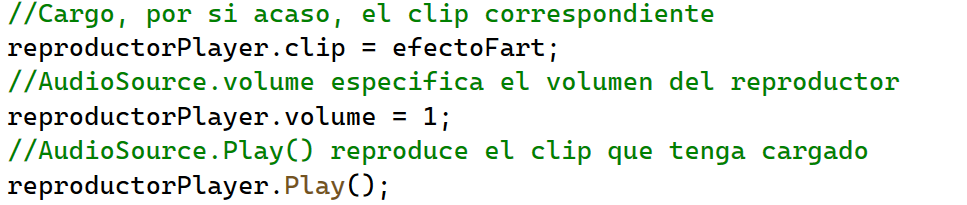 //Cargo, por si acaso, el clip correspondiente
reproductorPlayer.clip = efectoFart;
//AudioSource.volume especifica el volumen del reproductor
reproductorPlayer.volume = 1;
//AudioSource.Play() reproduce el clip que tenga cargado
reproductorPlayer.Play();